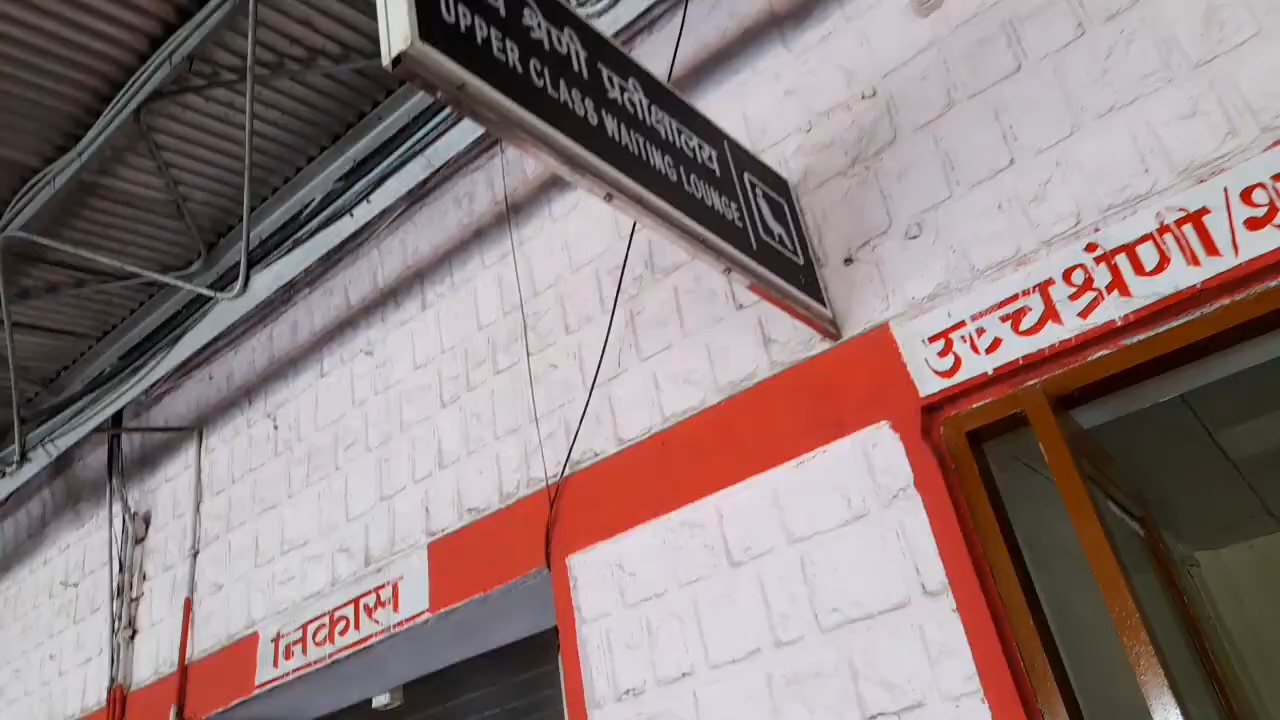 श्रेणी प्रतीक्षालय
UPPER CLASS WAITING LOUNGE
उच्च श्रेणी/
निकास